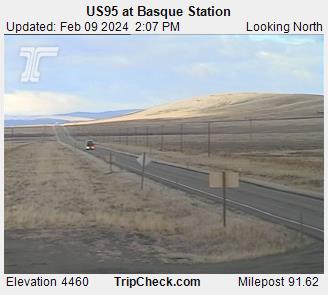 US95 at Basque Station
Updated: Feb 09 2024 2:07 PM Looking North
Elevation 4460 TripCheck.com Milepost 91.62